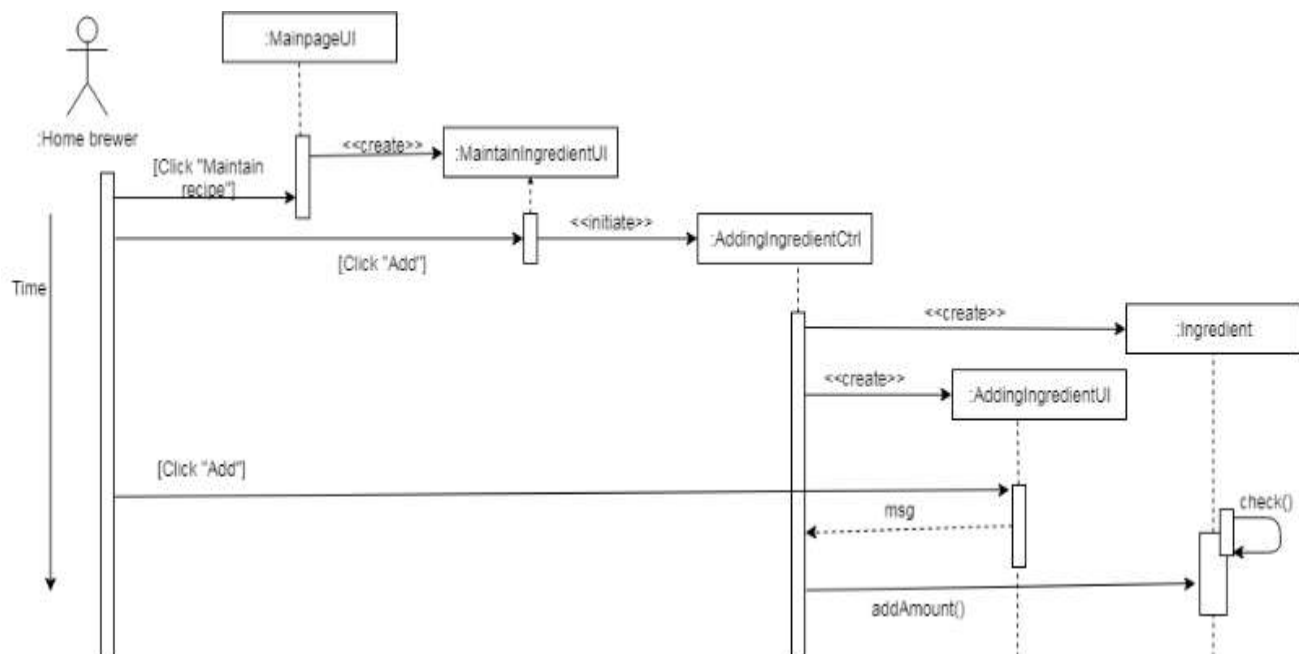 :MainpageUI
:Home brewer
<<create>>
:MaintainIngredientUI
[Click "Maintain
recipe"]
<<initiate>>
:AddingIngredientCtrl
[Click "Add"]
Time
<<create>>
:Ingredient
<<create>>
:AddingIngredientUI
[Click "Add"]
check()
msg
addAmount()